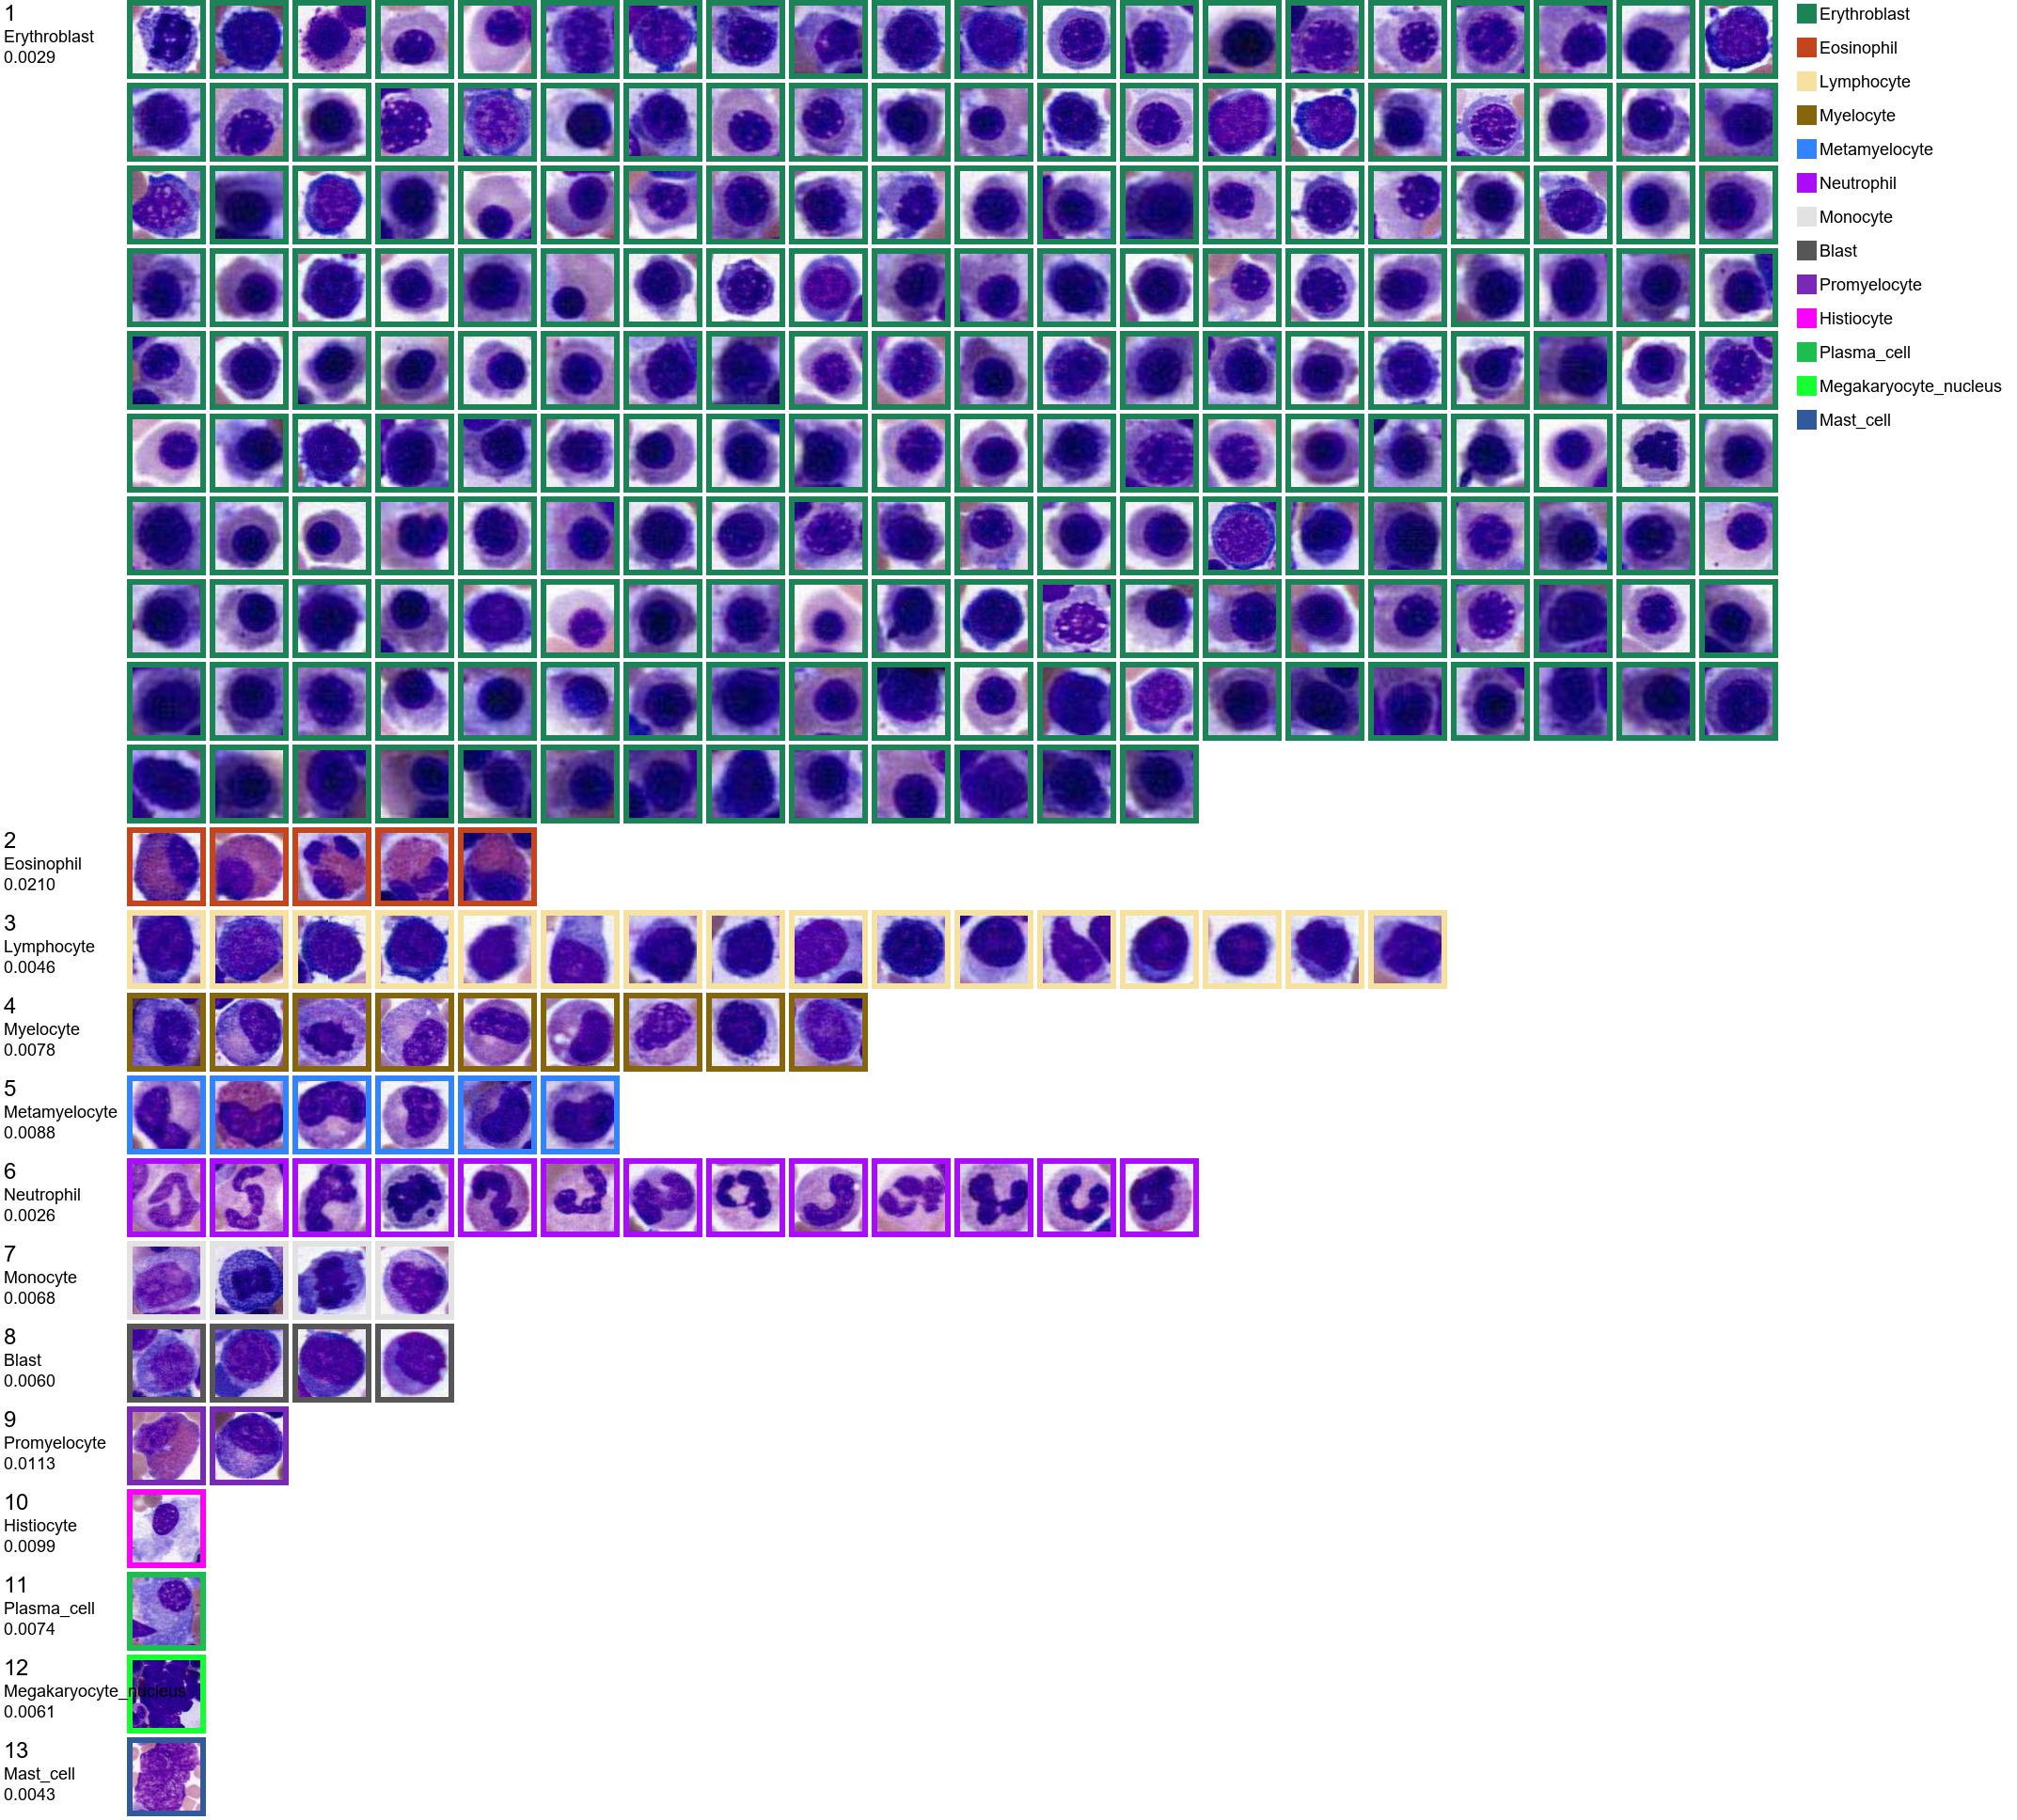 1
Erythroblast
0.0029
2
Eosinophil
0.0210
3
Lymphocyte
0.0046
4
Myelocyte
0.0078
5
Metamyelocyte
0.0088
6
Neutrophil
0.0026
7
Monocyte
0.0068
8
Blast
0.0060
9
Promyelocyte
0.0113
10
Histiocyte
0.0099
11
Plasma_cell
0.0074
12
Megakaryocyte_nucleus
0.0061
13
Mast_cell
0.0043
Erythroblast
Eosinophil
Lymphocyte
Myelocyte
Metamyelocyte
Neutrophil
Monocyte
Blast
Promyelocyte
Histiocyte
Plasma_cell
Megakaryocyte_nucleus
Mast_cell